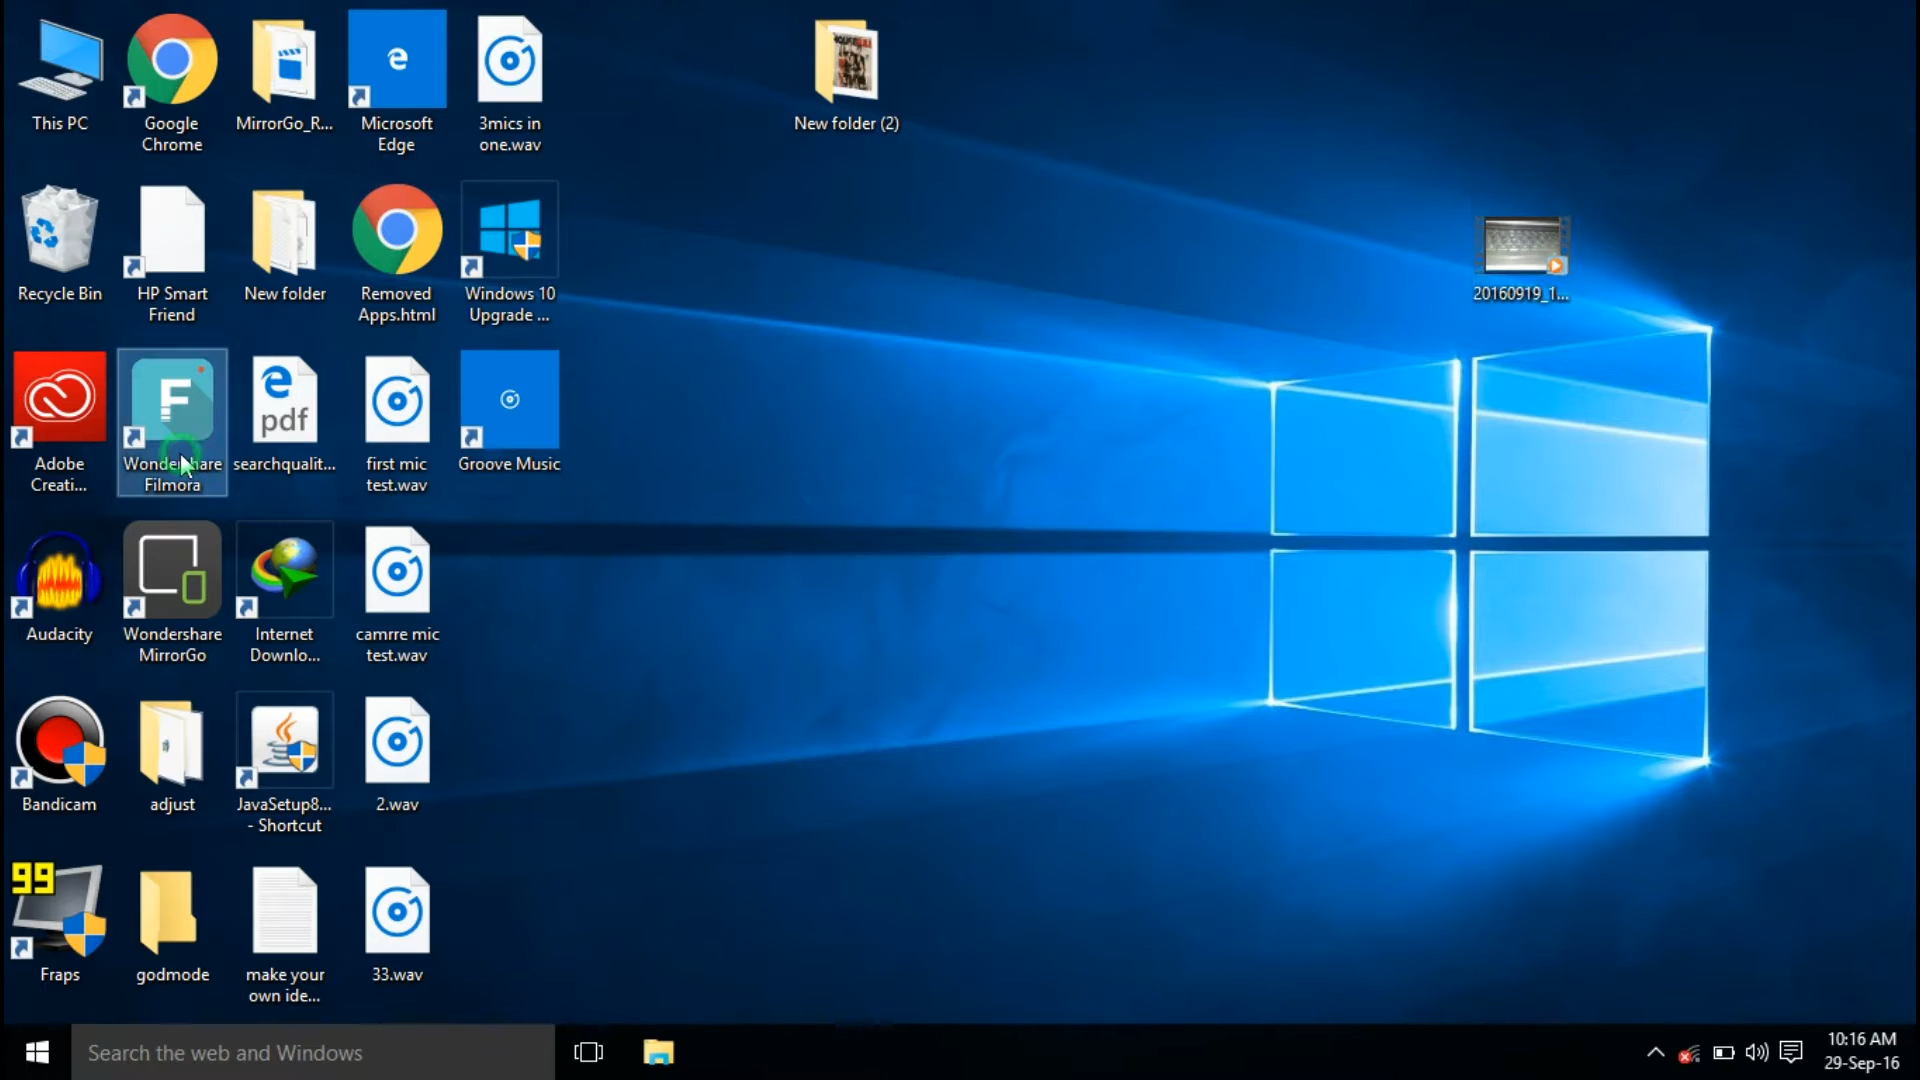 This PC
Google
Chrome
MirrorGo_R...
Microsoft
Edge
3mics in
one.wav
New folder (2)
Recycle Bin
HP Smart
Friend
New folder
Removed
Apps.html
Windows 10
Upgrade ...
20160919_1...
F
pdf
Adobe
Creati...
Wondershare
Filmora
searchqualit...
first mic
test.wav
Groove Music
Audacity
Wondershare
MirrorGo
Internet
Downlo...
camrre mic
test.wav
Bandicam
adjust
JavaSetup8...
- Shortcut
2.wav
99
Fraps
godmode
make your
own ide...
33.wav
Search the web and Windows
10:16 AM
29-Sep-16